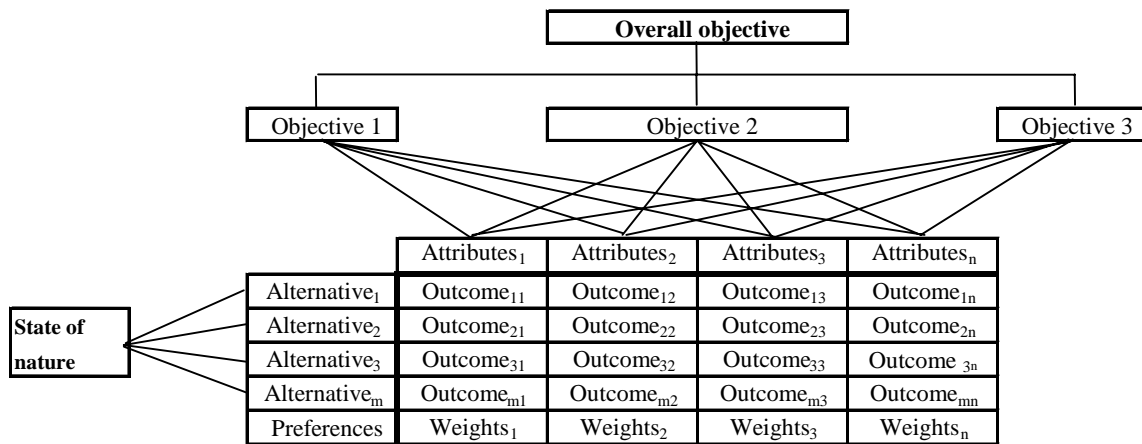 Overall objective
Objective 1 Objective 2 Objective 3
Attributes₁ Attributes₂ Attributes₃ Attributesₙ
Alternative₁ Outcome₁₁ Outcome₁₂ Outcome₁₃ Outcome₁ₙ
State of
nature
Alternative₂ Outcome₂₁ Outcome₂₂ Outcome₂₃ Outcome₂ₙ
Alternative₃ Outcome₃₁ Outcome₃₂ Outcome₃₃ Outcome ₃ₙ
Alternativeₘ Outcomeₘ₁ Outcomeₘ₂ Outcomeₘ₃ Outcomeₘₙ
Preferences Weights₁ Weights₂ Weights₃ Weightsₙ